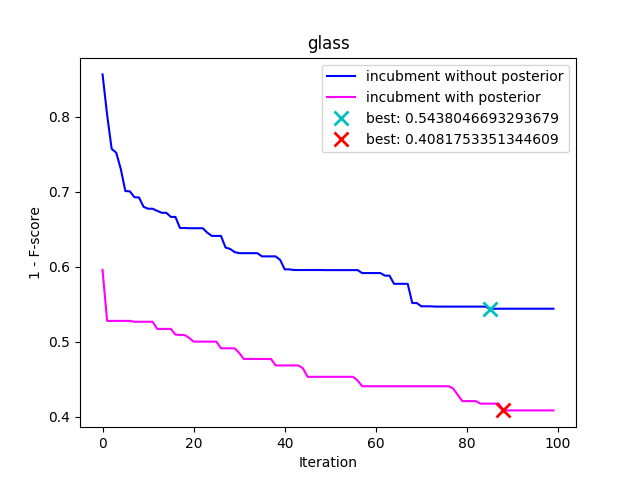 glass
incubment without posterior
incubment with posterior
best: 0.5438046693293679
best: 0.4081753351344609
0.8
0.7
0.6
0.5
0.4
1 - F-score
0 20 40 60 80 100
Iteration